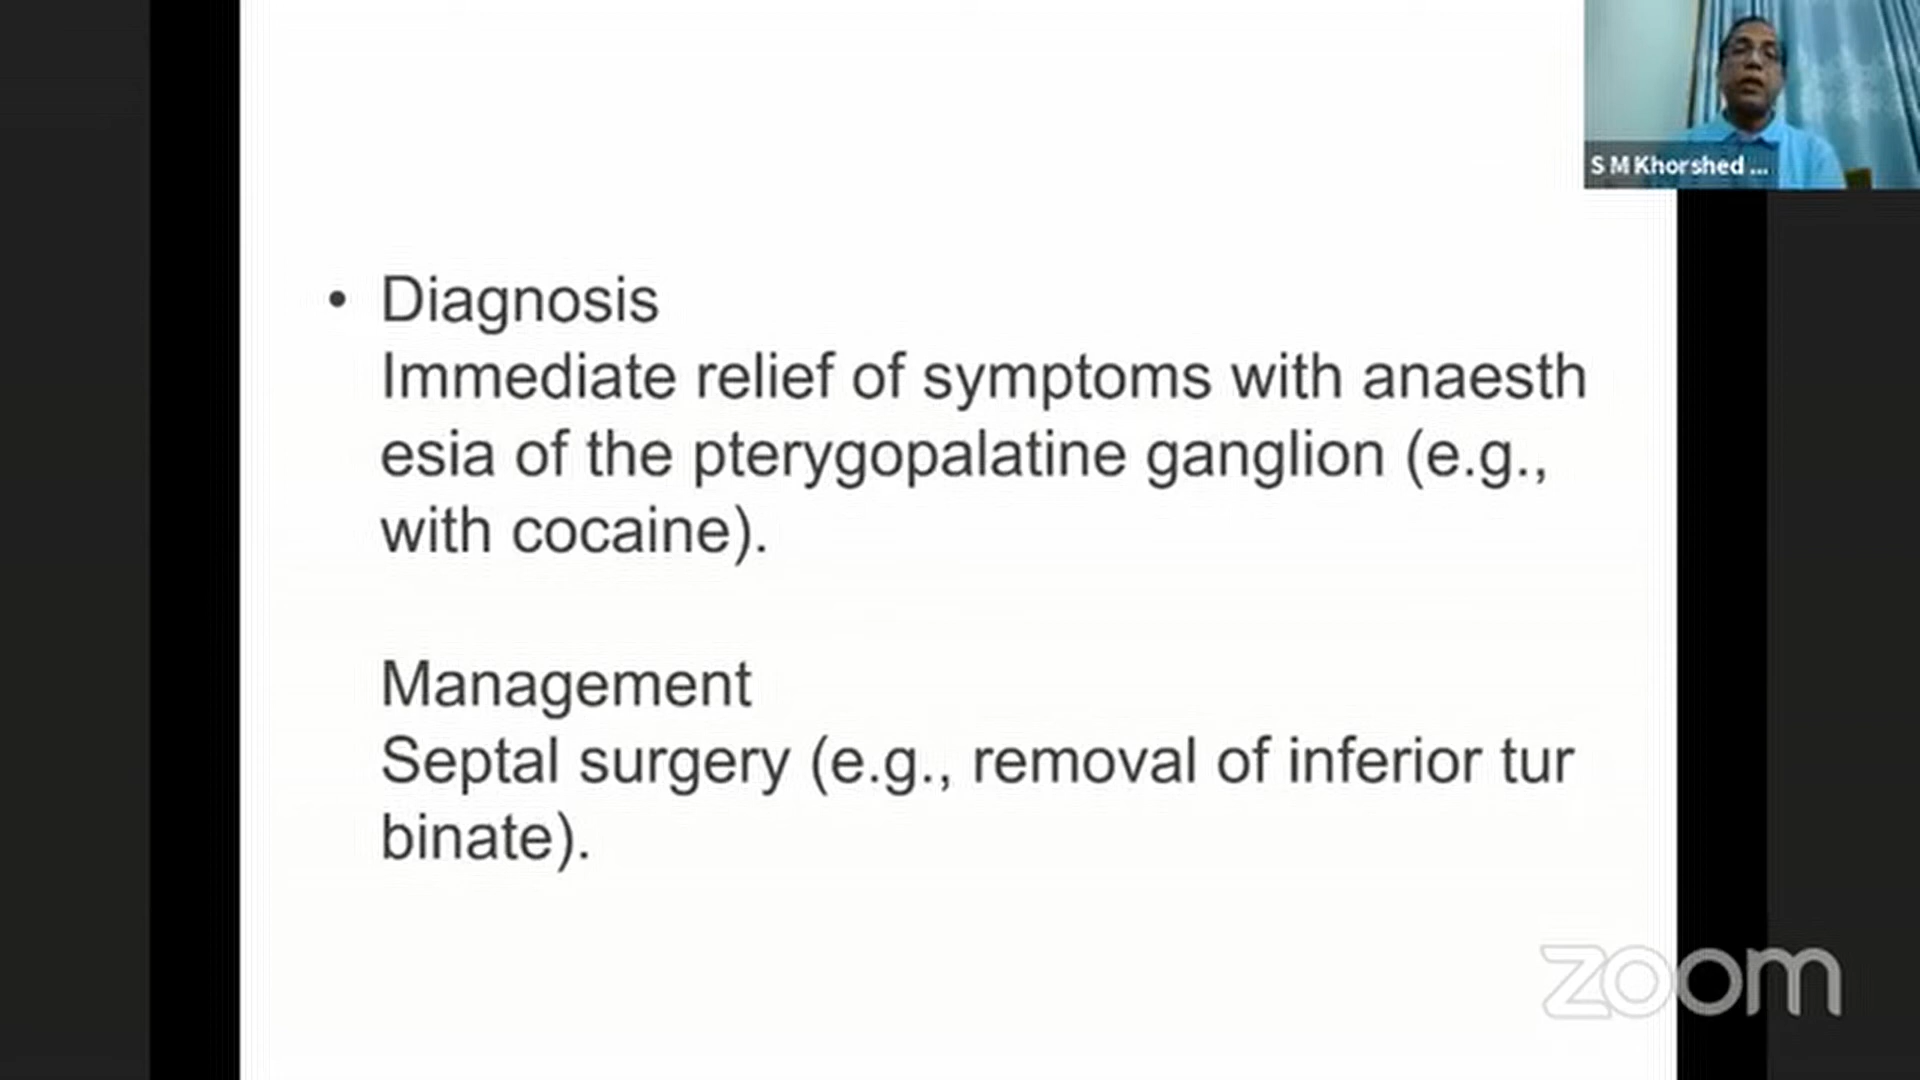 S M Khorshed ...
• Diagnosis
Immediate relief of symptoms with anaesth
esia of the pterygopalatine ganglion (e.g.,
with cocaine).
Management
Septal surgery (e.g., removal of inferior tur
binate).
zoom